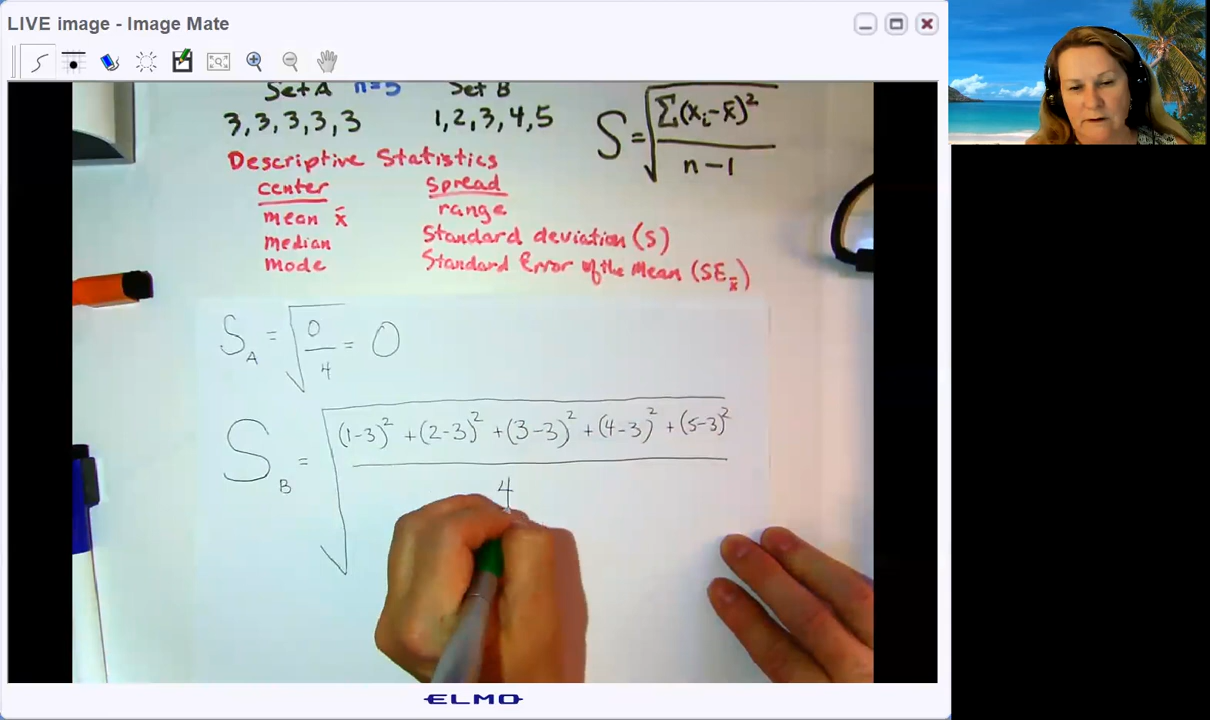 LIVE image - Image Mate
Set A n=5 Set B
3, 3, 3, 3, 3 1, 2, 3, 4, 5
S=√(∑(xᵢ-x̄)²/n-1)
Descriptive Statistics
center spread
mean x̄ range
median Standard deviation (S)
mode Standard Error of the Mean (SEx̄)
S_A = √(0/4) = 0
S_B = √((1-3)²+(2-3)²+(3-3)²+(4-3)²+(5-3)²/4)
ELMO